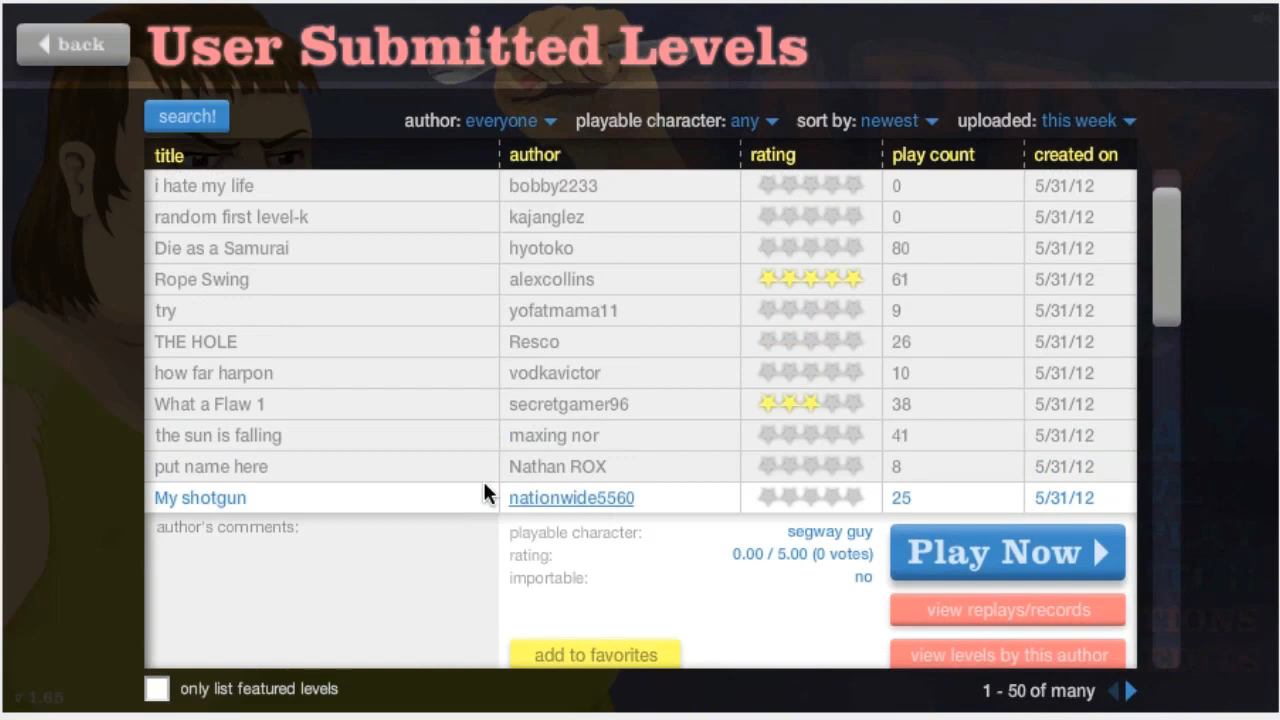 back
User Submitted Levels
search!
author: everyone playable character: any sort by: newest uploaded: this week
title author rating play count created on
i hate my life bobby2233 0 5/31/12
random first level-k kajanglez 0 5/31/12
Die as a Samurai hyotoko 80 5/31/12
Rope Swing alexcollins 61 5/31/12
try yofatmama11 9 5/31/12
THE HOLE Resco 26 5/31/12
how far harpon vodkavictor 10 5/31/12
What a Flaw 1 secretgamer96 38 5/31/12
the sun is falling maxing nor 41 5/31/12
put name here Nathan ROX 8 5/31/12
My shotgun nationwide5560 25 5/31/12
author's comments:
playable character: segway guy
rating: 0.00 / 5.00 (0 votes)
importable: no
Play Now
view replays/records
add to favorites
view levels by this author
only list featured levels
1 - 50 of many
v 1.65